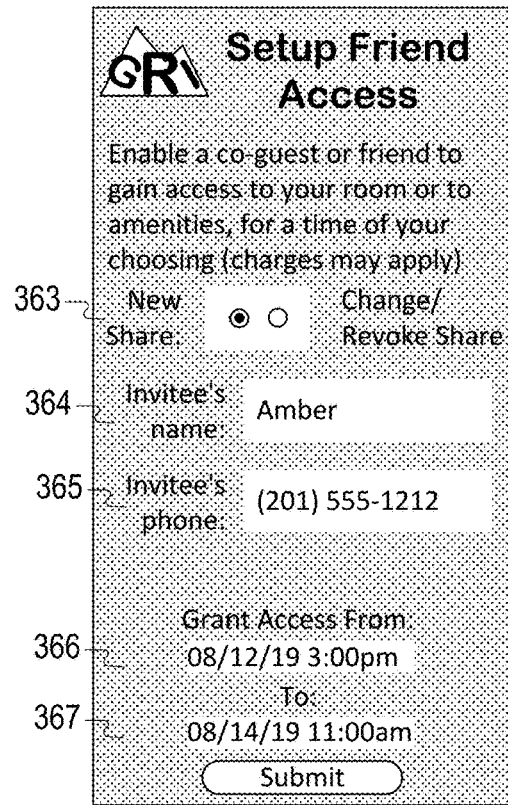 GRI
Setup Friend
Access
Enable a co-guest or friend to
gain access to your room or to
amenities, for a time of your
choosing (charges may apply)
363
New
Share:
Change/
Revoke Share
364
Invitee's
name:
Amber
365
Invitee's
phone:
(201) 555-1212
Grant Access From:
366
08/12/19 3:00pm
To:
367
08/14/19 11:00am
Submit